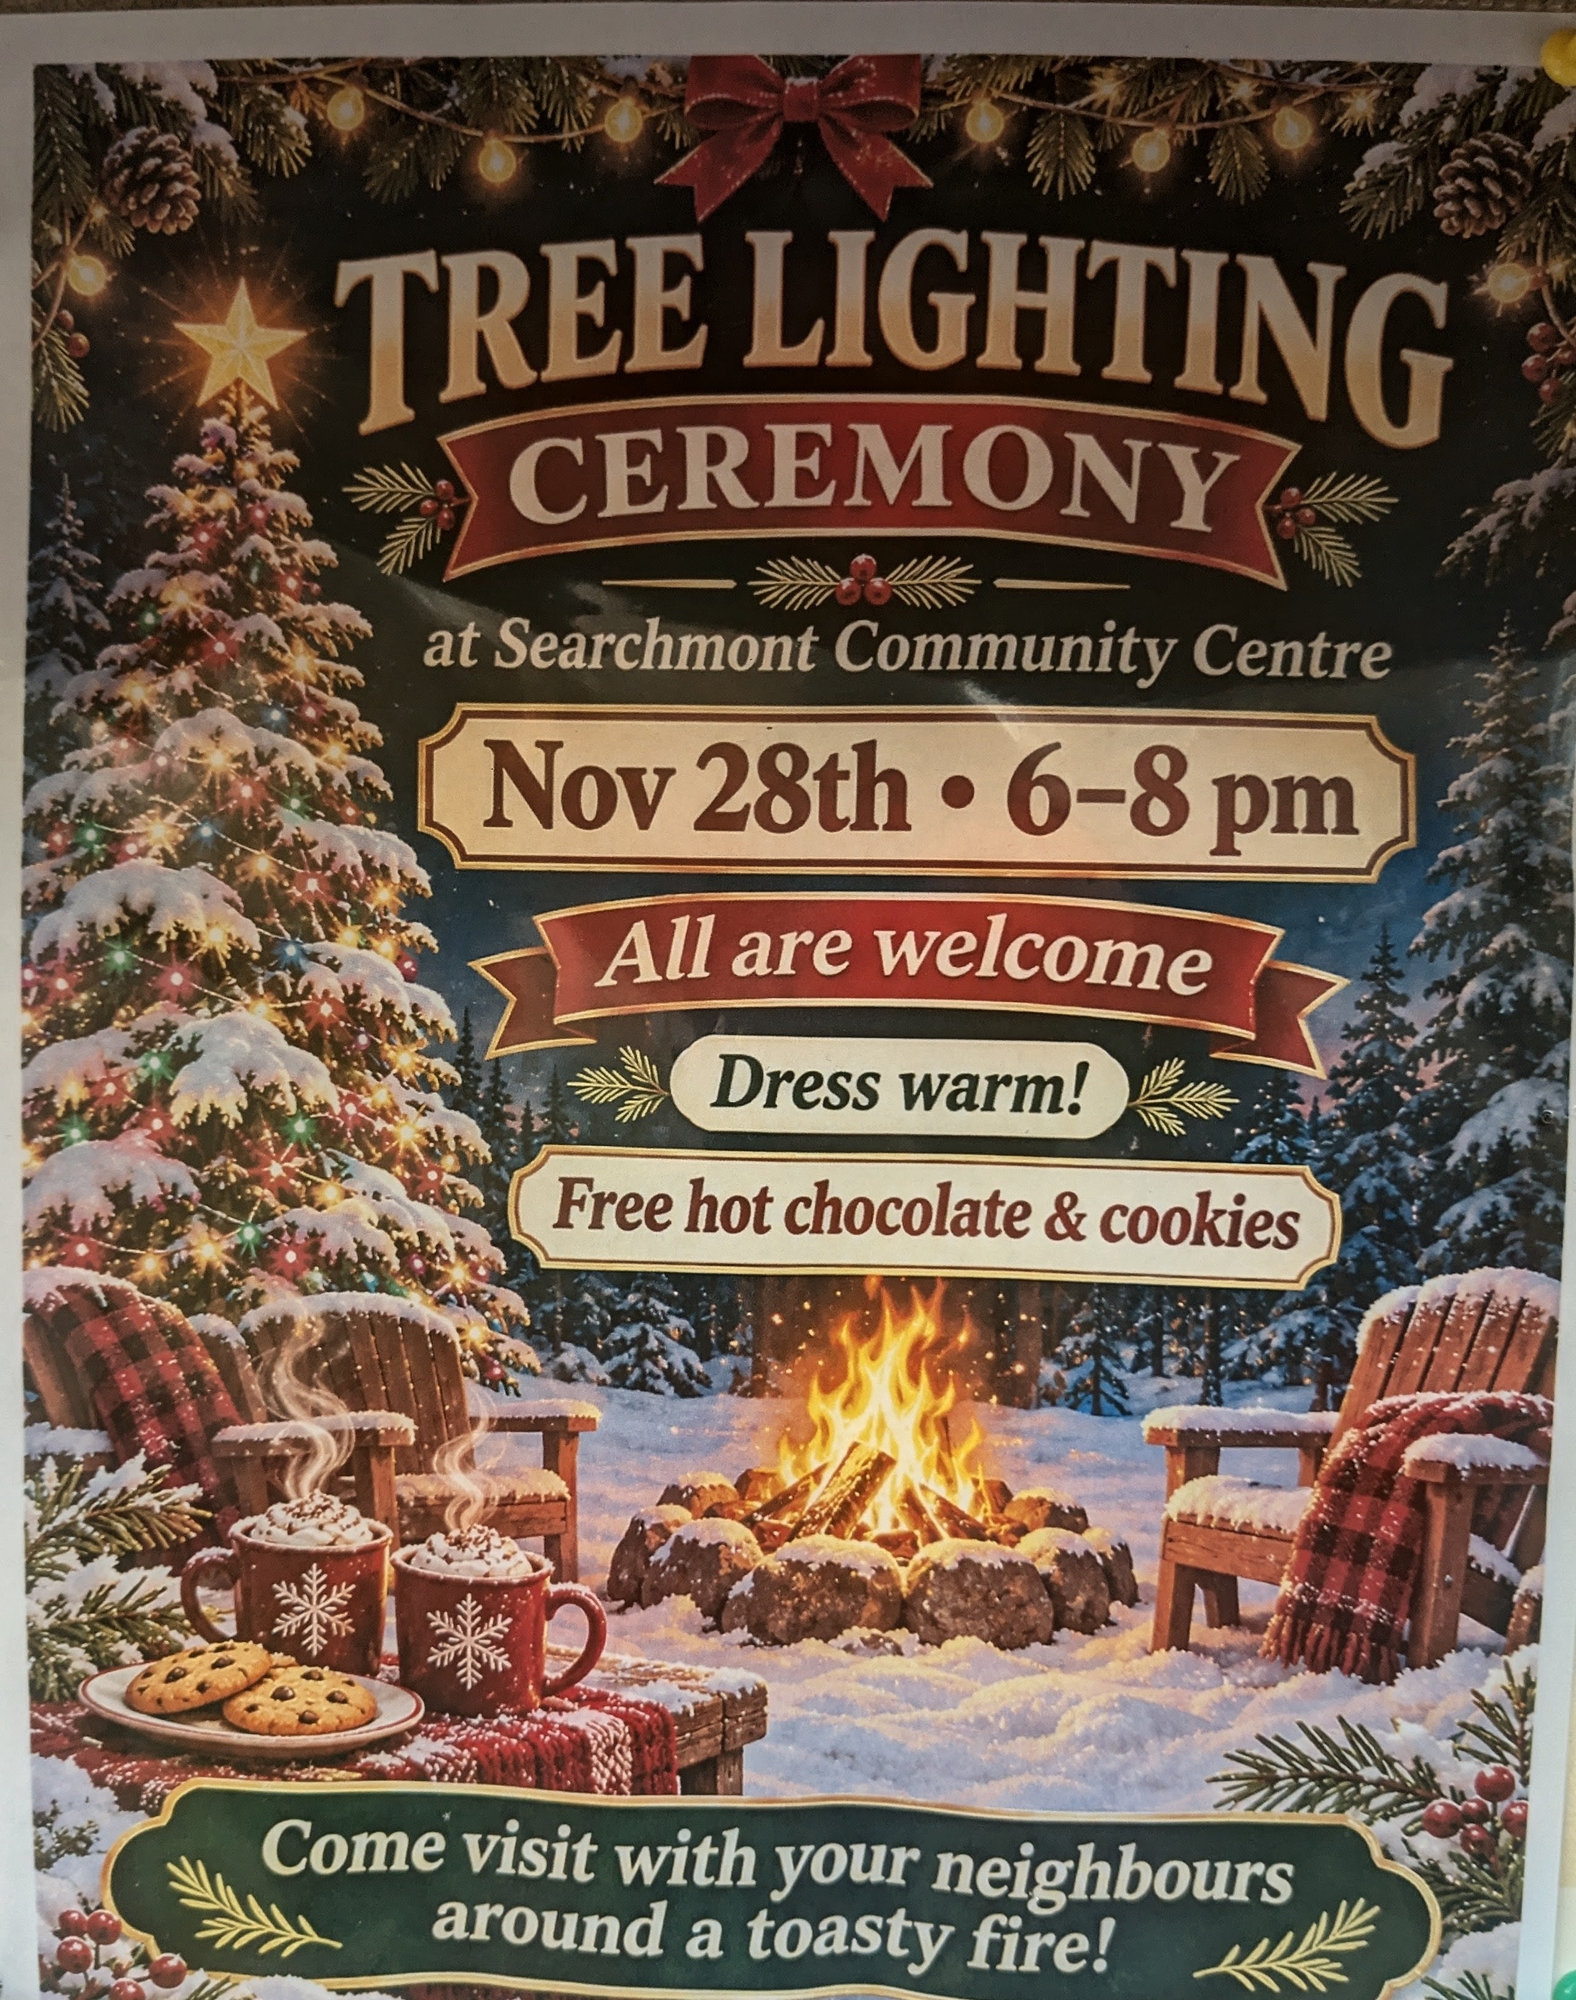 TREE LIGHTING
CEREMONY
at Searchmont Community Centre
Nov 28th • 6–8 pm
All are welcome
Dress warm!
Free hot chocolate & cookies
Come visit with your neighbours
around a toasty fire!